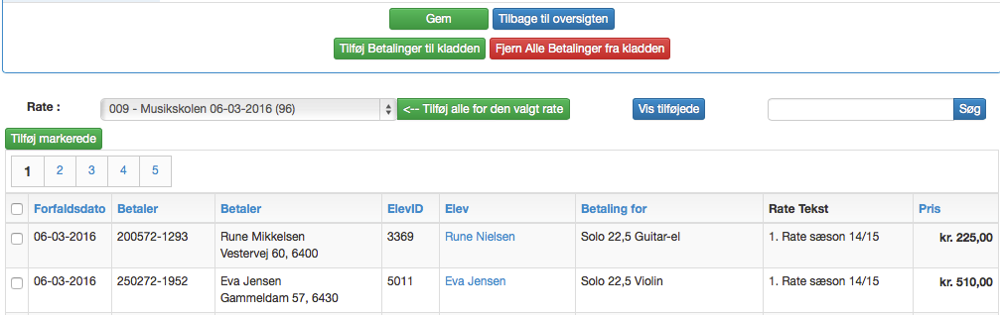 Gem Tilbage til oversigten
Tilføj Betalinger til kladden Fjern Alle Betalinger fra kladden
Rate : 009 - Musikskolen 06-03-2016 (96) <-- Tilføj alle for den valgt rate Vis tilføjede Søg
Tilføj markerede
1 2 3 4 5
Forfaldsdato Betaler Betaler ElevID Elev Betaling for Rate Tekst Pris
06-03-2016 200572-1293 Rune Mikkelsen 3369 Rune Nielsen Solo 22,5 Guitar-el 1. Rate sæson 14/15 kr. 225,00
Vestervej 60, 6400
06-03-2016 250272-1952 Eva Jensen 5011 Eva Jensen Solo 22,5 Violin 1. Rate sæson 14/15 kr. 510,00
Gammeldam 57, 6430